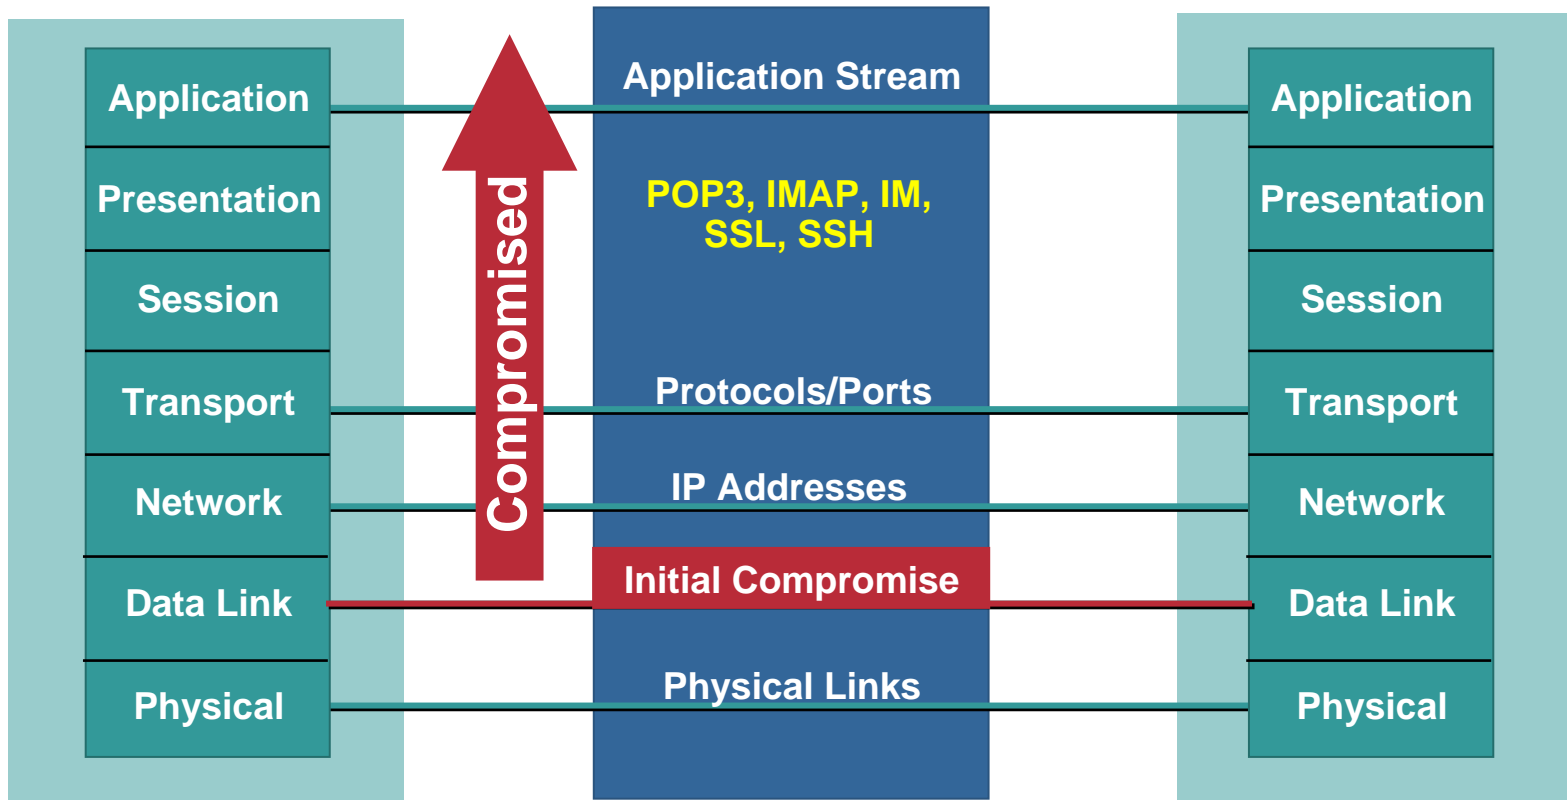 Application
Presentation
Session
Transport
Network
Data Link
Physical
Compromised
Application Stream
POP3, IMAP, IM,
SSL, SSH
Protocols/Ports
IP Addresses
Initial Compromise
Physical Links
Application
Presentation
Session
Transport
Network
Data Link
Physical